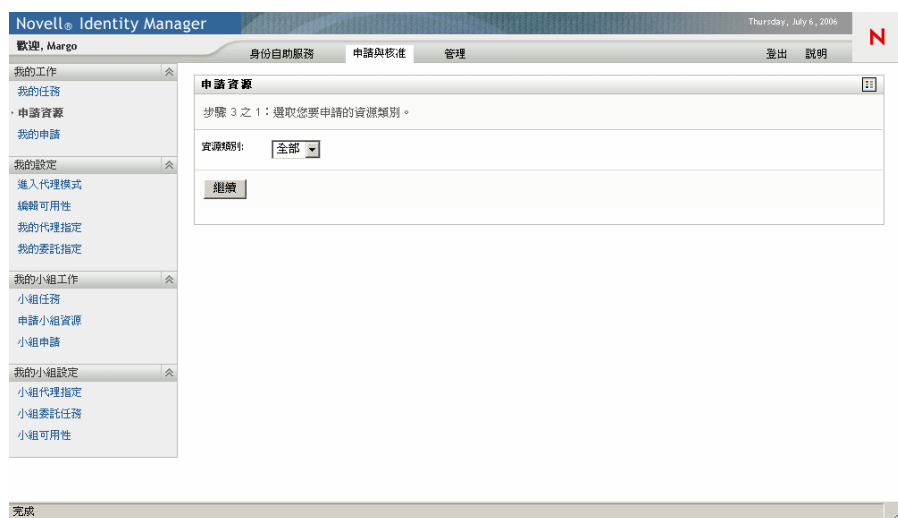 Novell® Identity Manager
Thursday, July 6, 2006
N
歡迎, Margo
身份自助服務 申請與核准 管理 登出 說明
我的工作
我的任務
申請資源
我的申請
我的設定
進入代理模式
編輯可用性
我的代理指定
我的委託指定
我的小組工作
小組任務
申請小組資源
小組申請
我的小組設定
小組代理指定
小組委託任務
小組可用性
申請資源
步驟 3 之 1：選取您要申請的資源類別。
資源類別: 全部
繼續
完成